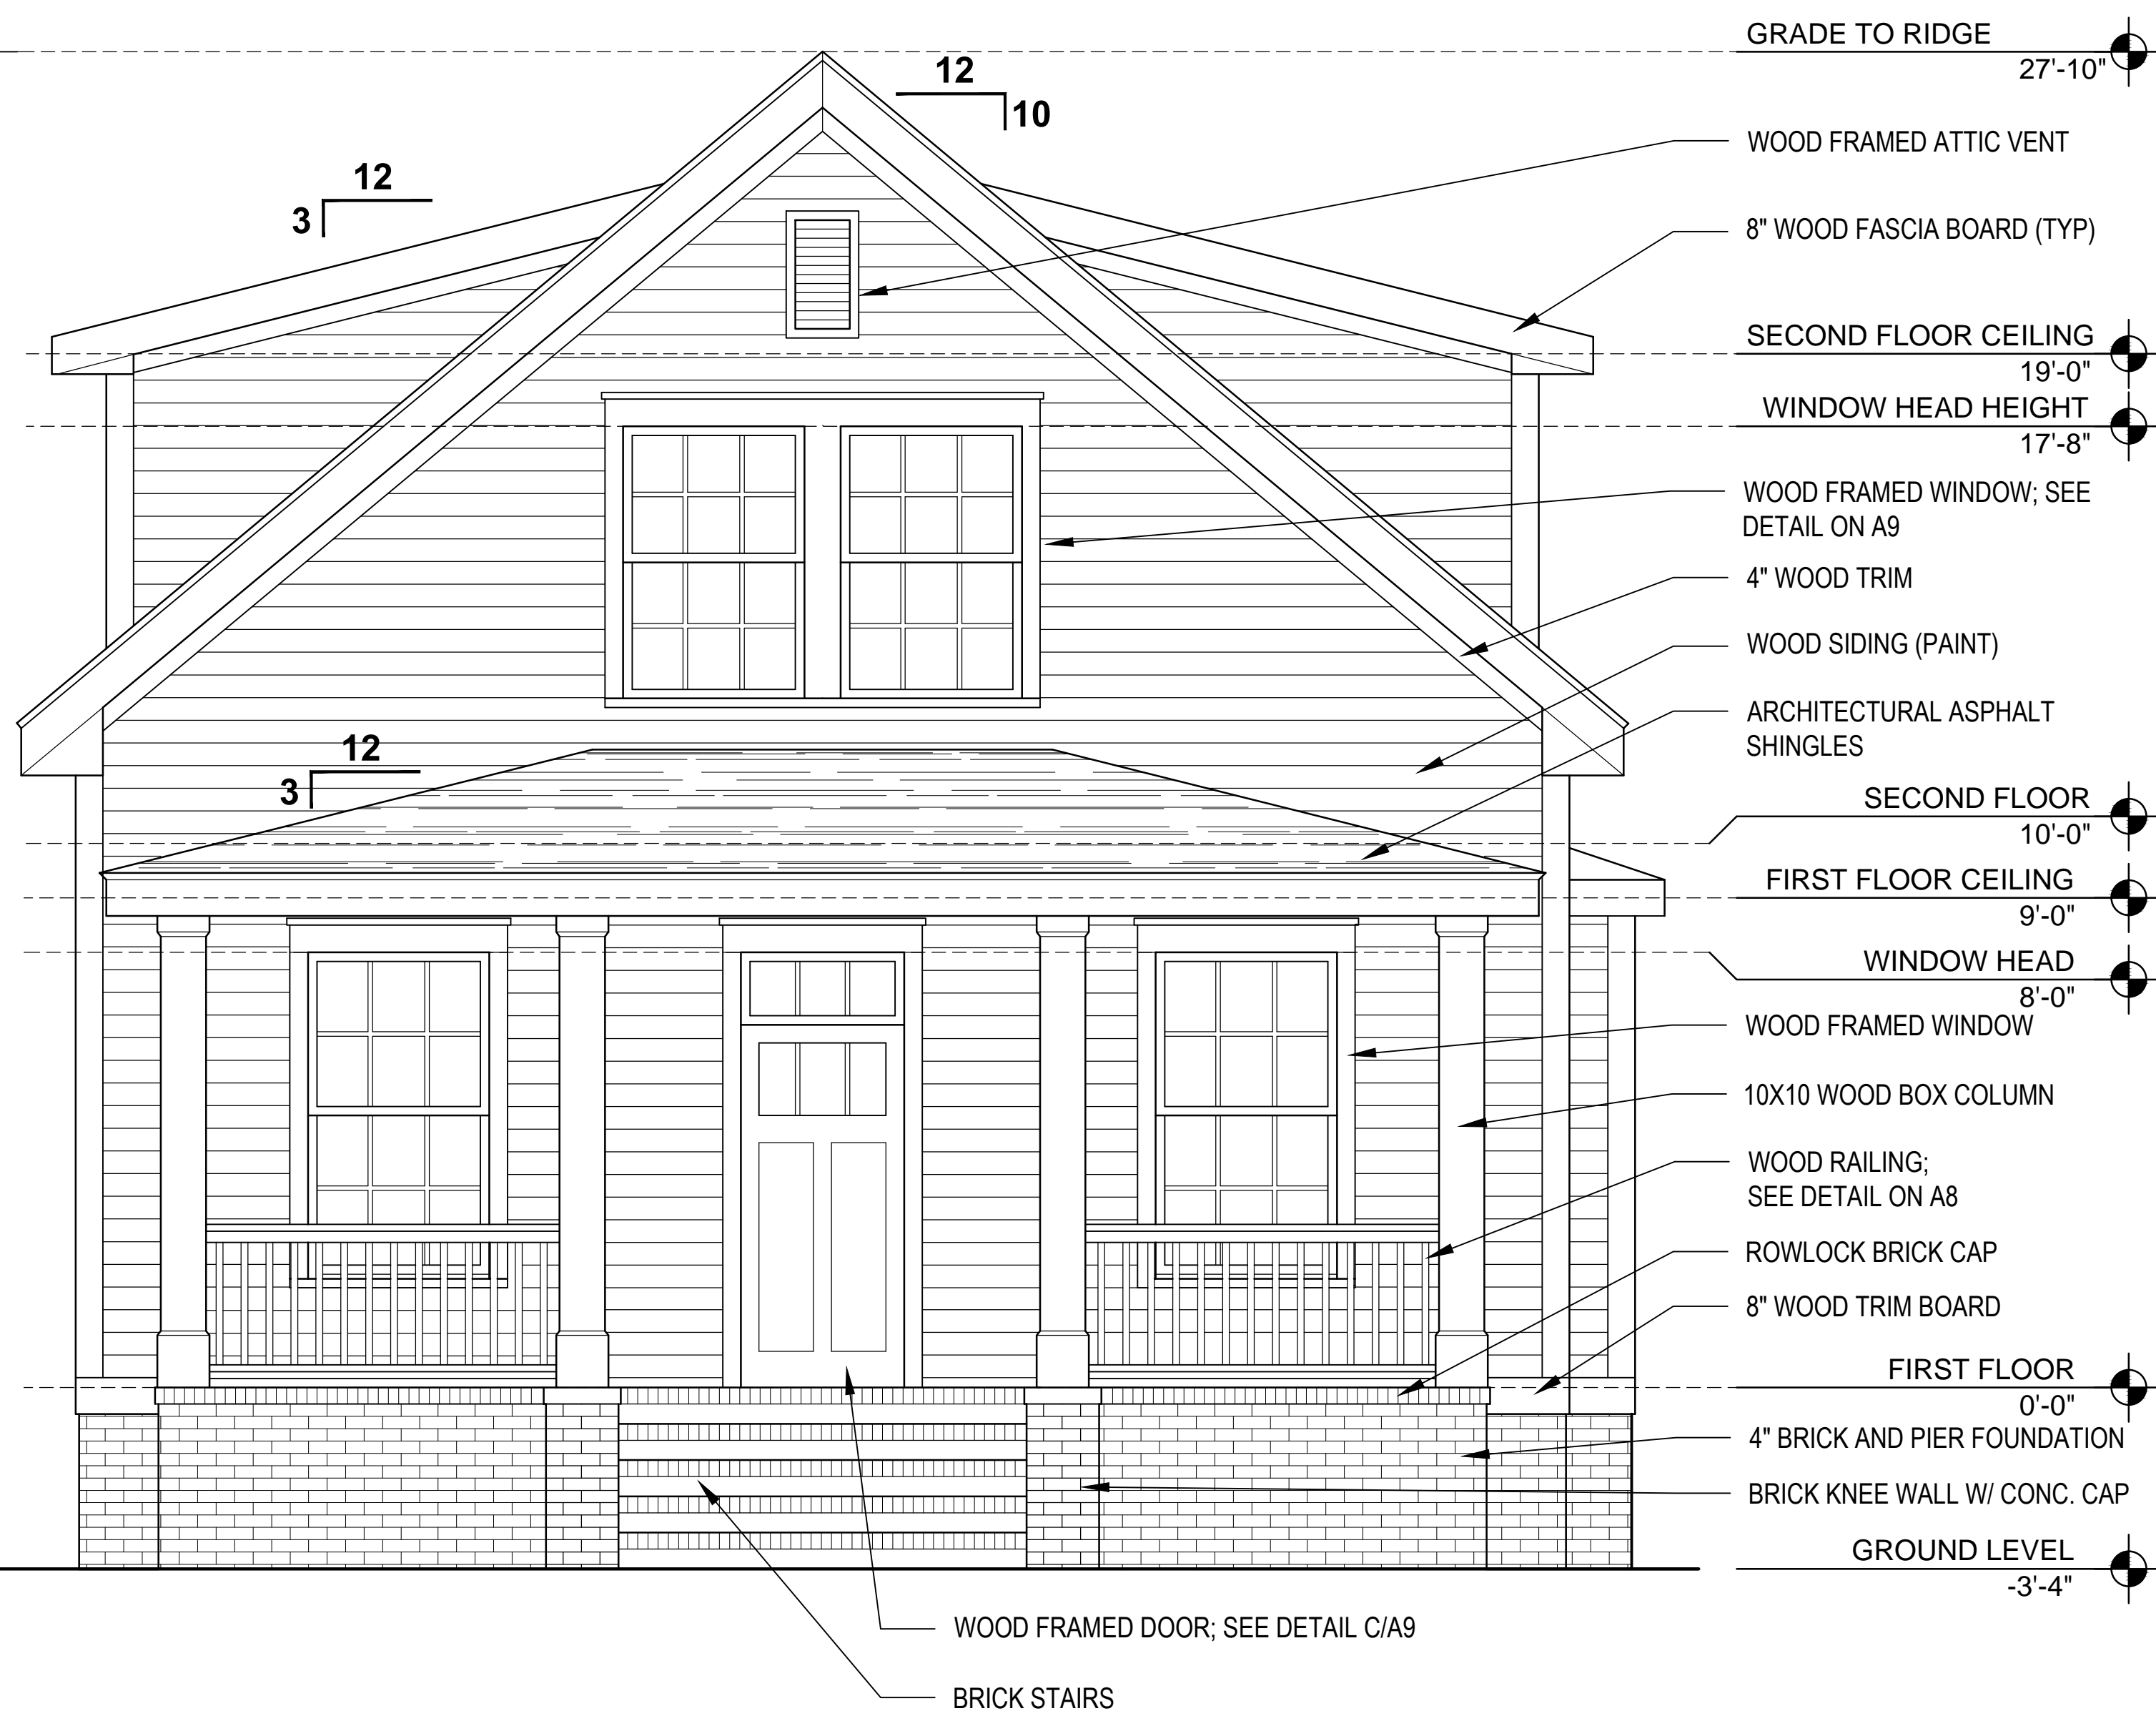 GRADE TO RIDGE
27'-10"
12
10
WOOD FRAMED ATTIC VENT
12
3
8" WOOD FASCIA BOARD (TYP)
SECOND FLOOR CEILING
19'-0"
WINDOW HEAD HEIGHT
17'-8"
WOOD FRAMED WINDOW; SEE
DETAIL ON A9
4" WOOD TRIM
WOOD SIDING (PAINT)
ARCHITECTURAL ASPHALT
SHINGLES
12
3
SECOND FLOOR
10'-0"
FIRST FLOOR CEILING
9'-0"
WINDOW HEAD
8'-0"
WOOD FRAMED WINDOW
10X10 WOOD BOX COLUMN
WOOD RAILING;
SEE DETAIL ON A8
ROWLOCK BRICK CAP
8" WOOD TRIM BOARD
FIRST FLOOR
0'-0"
4" BRICK AND PIER FOUNDATION
BRICK KNEE WALL W/ CONC. CAP
GROUND LEVEL
-3'-4"
WOOD FRAMED DOOR; SEE DETAIL C/A9
BRICK STAIRS